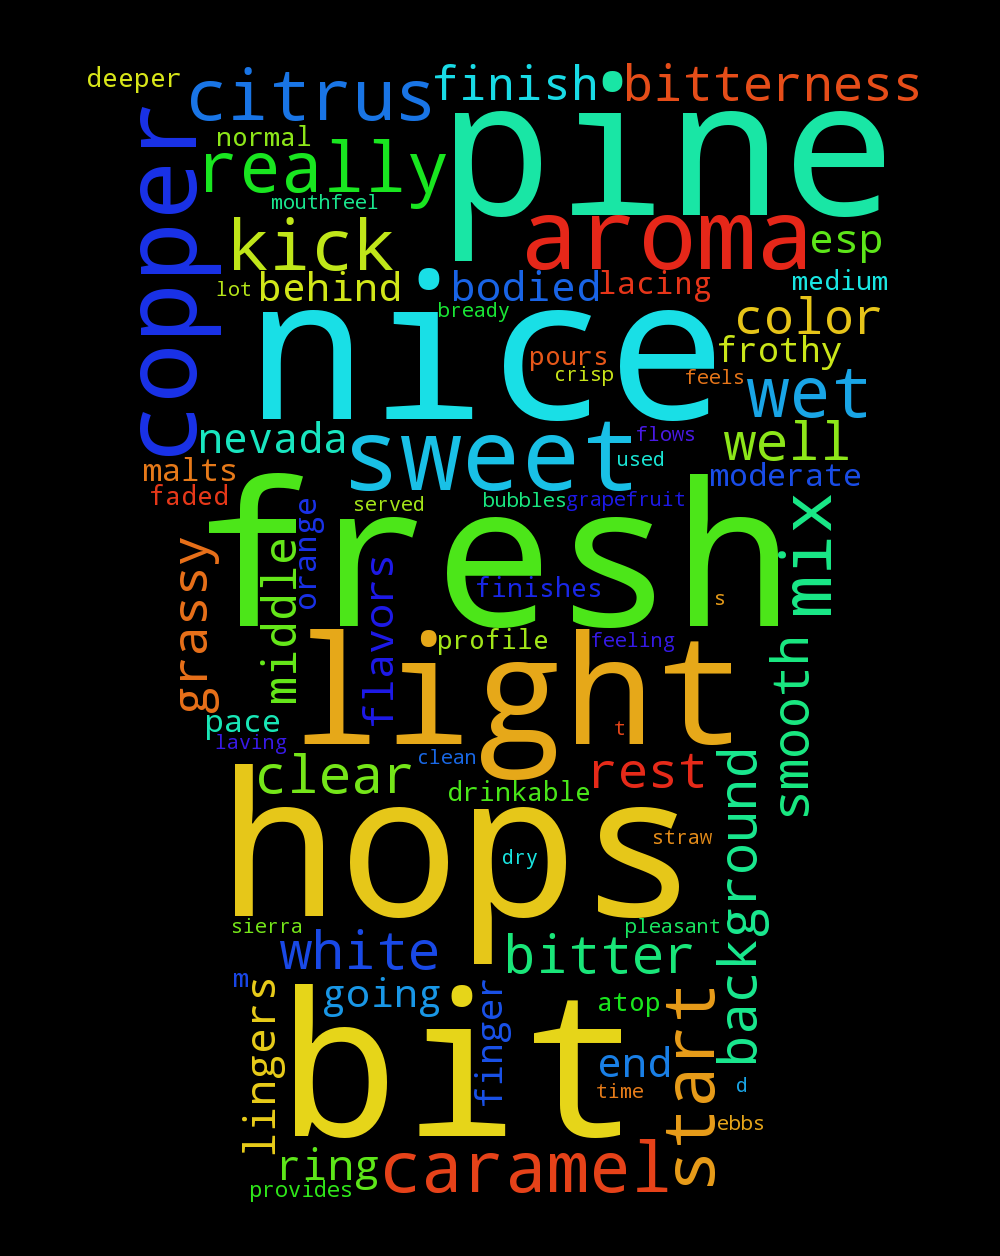 deeper
citrus
finish
bitterness
pine
copper
normal
really
mouthfeel
kick
aroma
esp
lot
behind
bodied
lacing
medium
bready
nice
color
pours
frothy
crisp
feels
wet
nevada
sweet
flows
well
malts
used
moderate
faded
served
bubbles
grapefruit
orange
fresh
mix
grassy
middle
flavors
finishes
s
light
profile
feeling
smooth
pace
t
laving
clean
clear
rest
drinkable
hops
straw
dry
background
sierra
pleasant
white
bitter
m
going
finger
atop
lingers
bit
start
end
time
d
ebbs
ring
caramel
provides